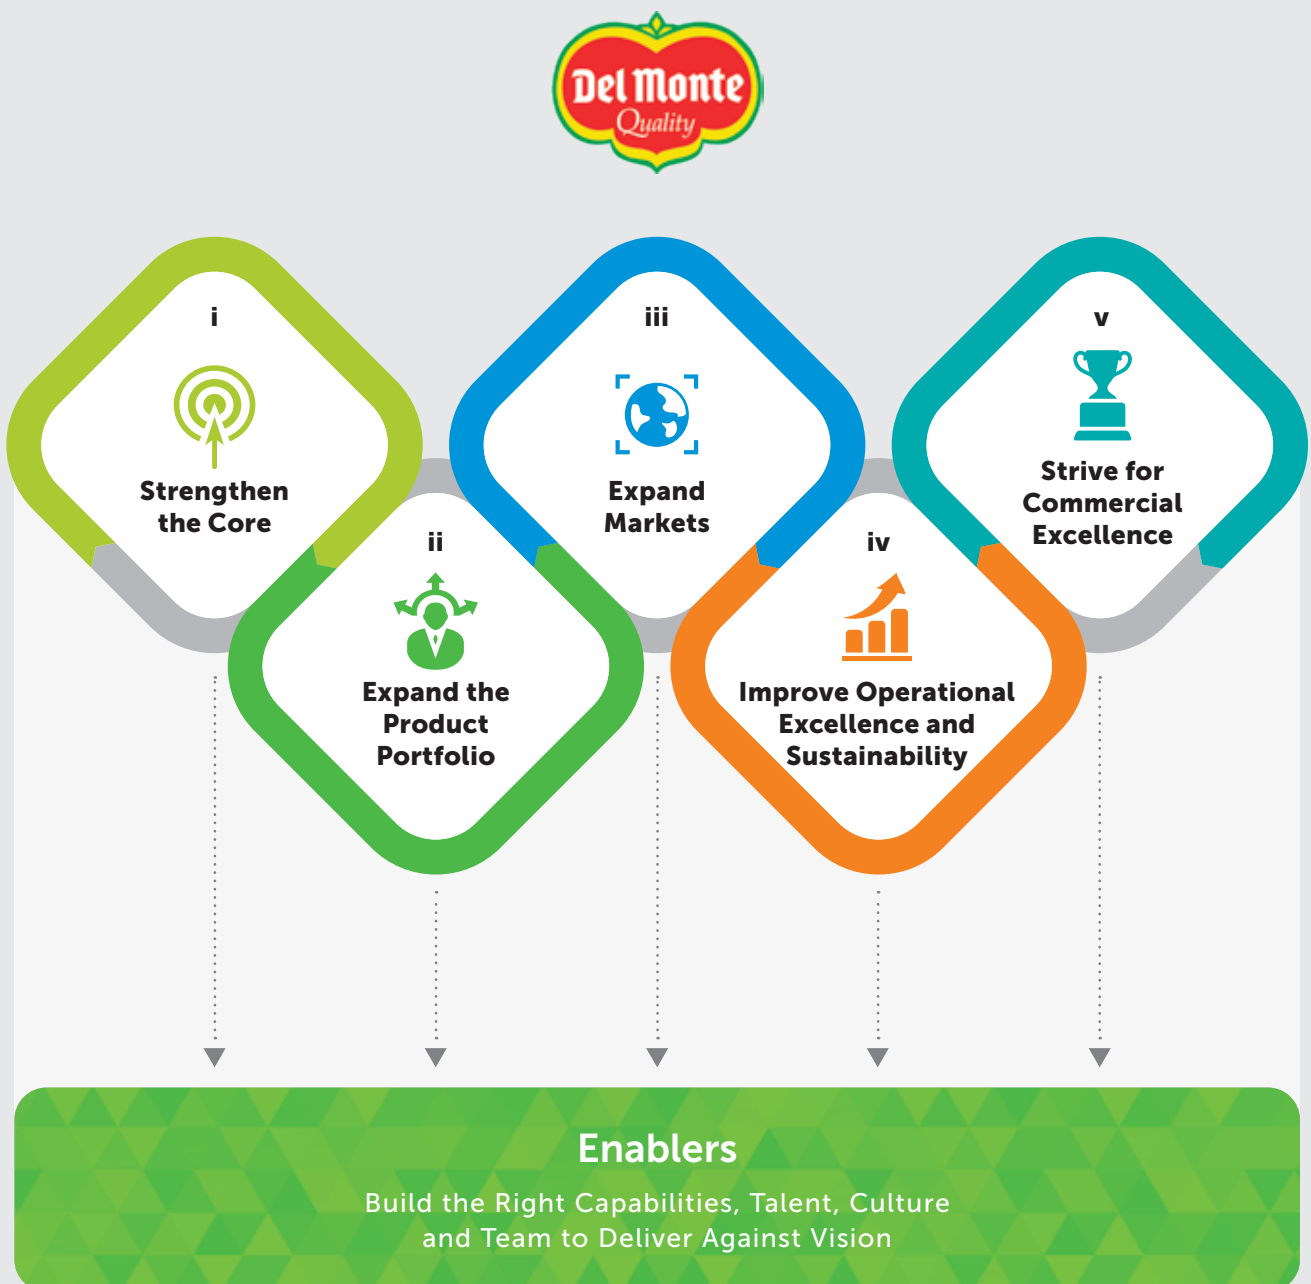 Del Monte
Quality
i
Strengthen
the Core
ii
Expand the
Product
Portfolio
iii
Expand
Markets
iv
Improve Operational
Excellence and
Sustainability
v
Strive for
Commercial
Excellence
Enablers
Build the Right Capabilities, Talent, Culture
and Team to Deliver Against Vision